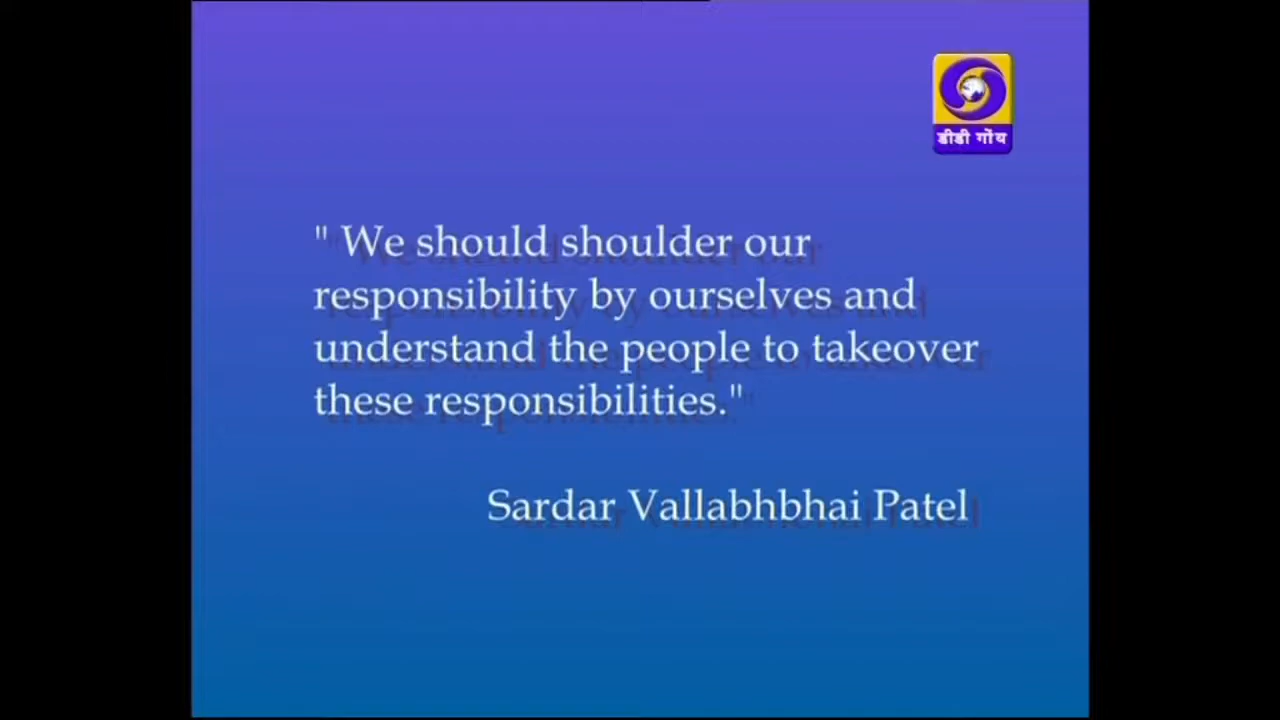 डीडी गोंय
" We should shoulder our
responsibility by ourselves and
understand the people to takeover
these responsibilities."
Sardar Vallabhbhai Patel